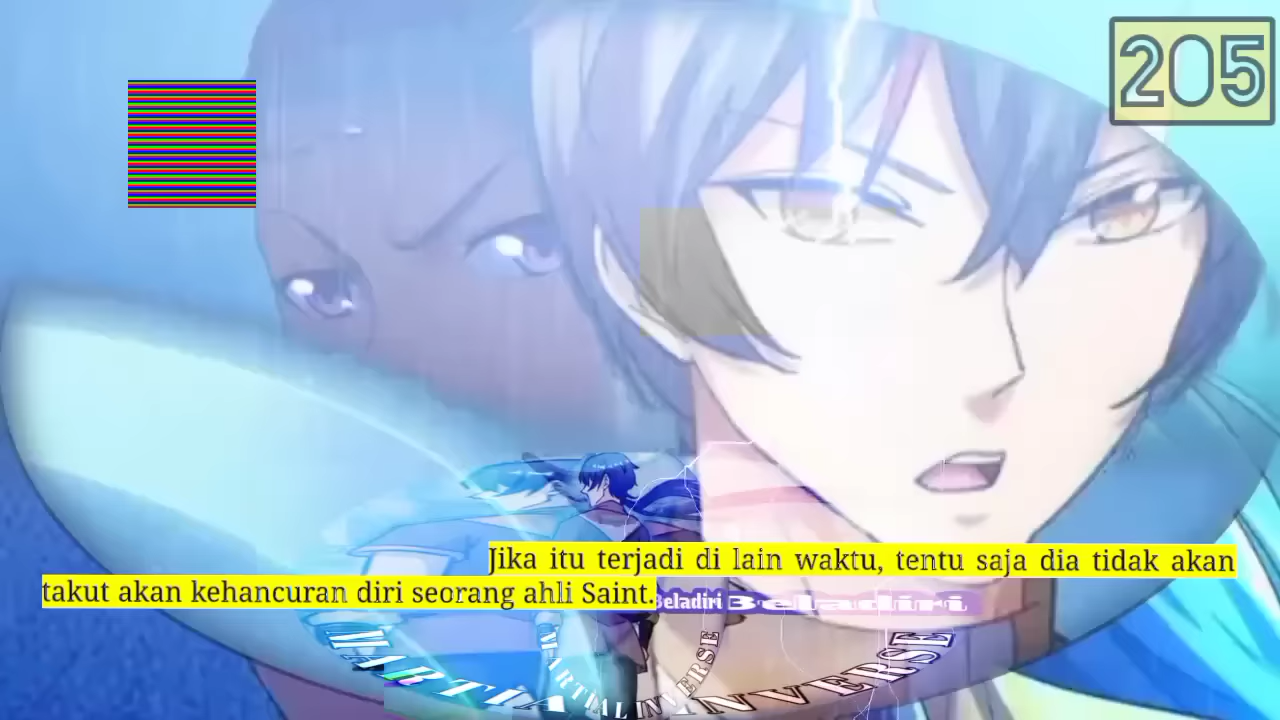 205
Jika itu terjadi di lain waktu, tentu saja dia tidak akan
takut akan kehancuran diri seorang ahli Saint.
Beladiri Beladiri
MARTIAL INVERSE
INVERSE